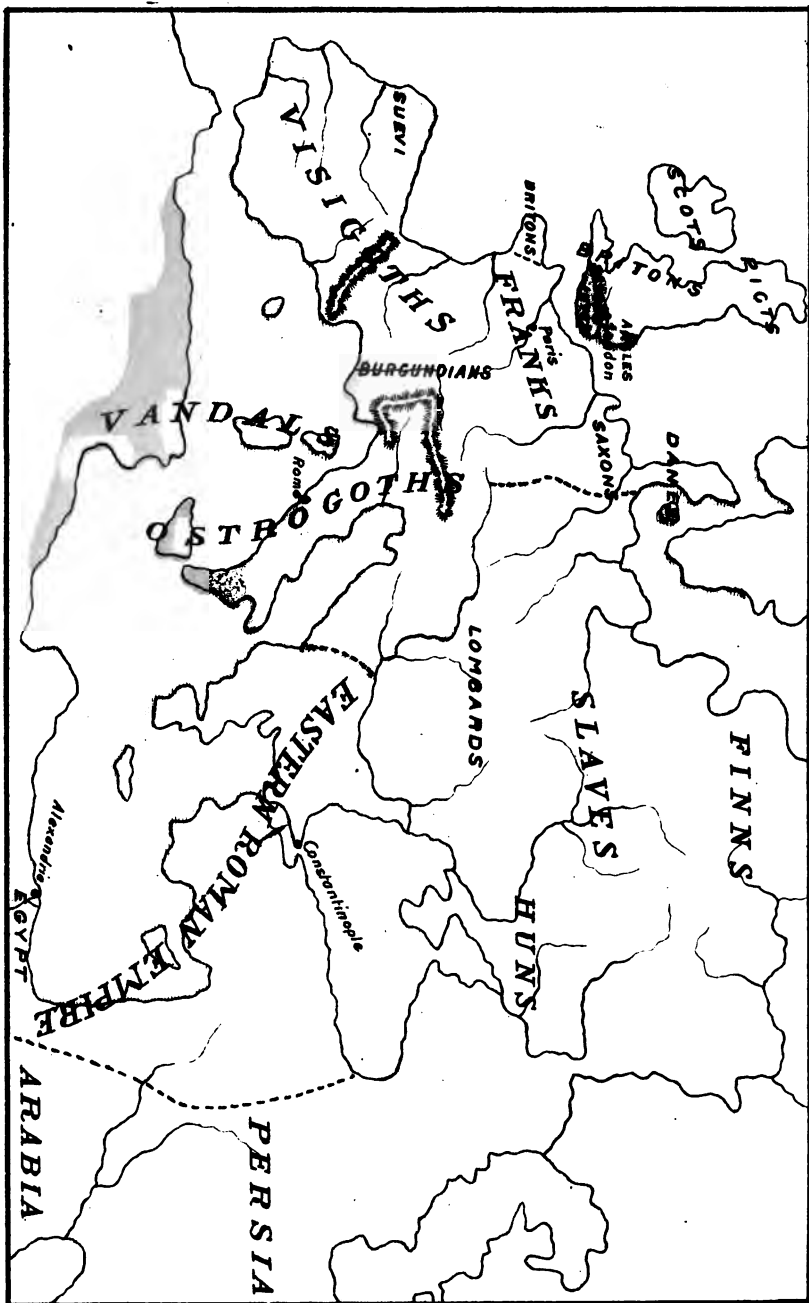 SCOTS
PICTS
BRITONS
ANGLES
London
BRITONS
SUEVI
VISIGOTHS
FRANKS
Paris
BURGUNDIANS
SAXONS
DANES
FINNS
SLAVES
LOMBARDS
HUNS
VANDALS
OSTROGOTHS
Rome
EASTERN ROMAN EMPIRE
Constantinople
Alexandria
EGYPT
ARABIA
PERSIA